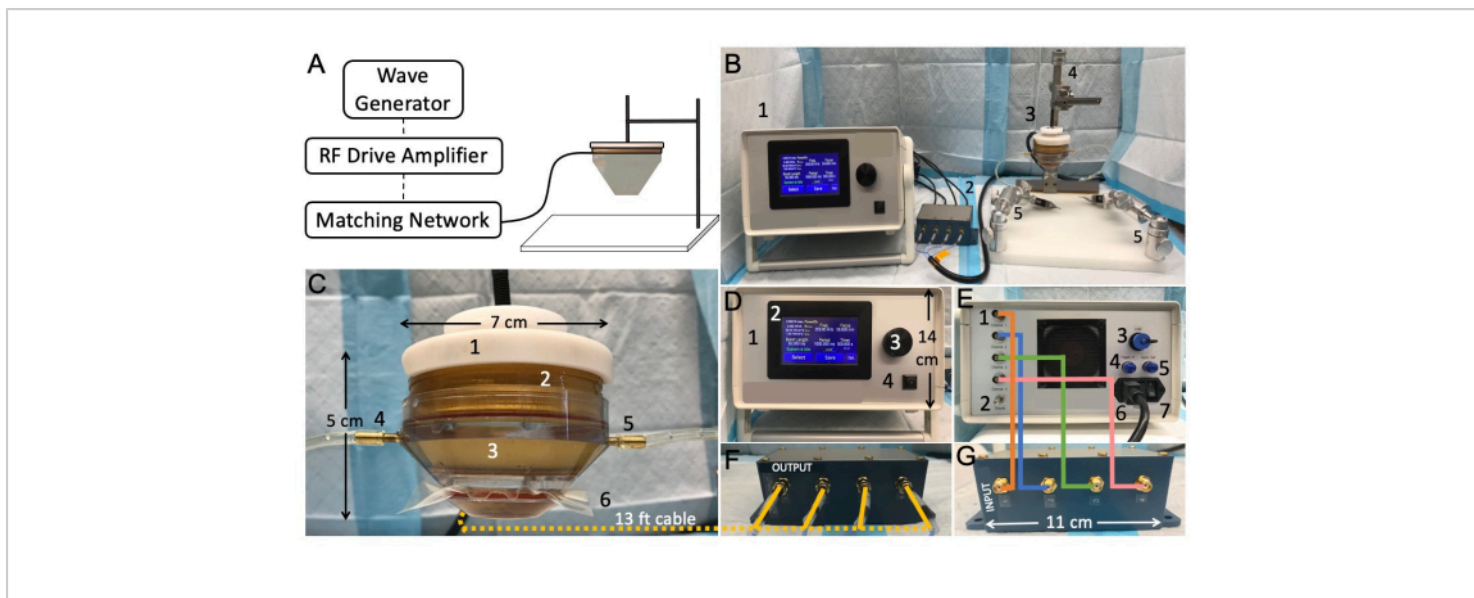 A
Wave
Generator
RF Drive Amplifier
Matching Network
B
1
2
3
4
5
5
C
7 cm
1
2
5 cm
3
4
5
6
13 ft cable
D
1
2
3
4
14
cm
Select
Save
E
1
2
3
4
5
6
7
F
OUTPUT
G
INPUT
11 cm